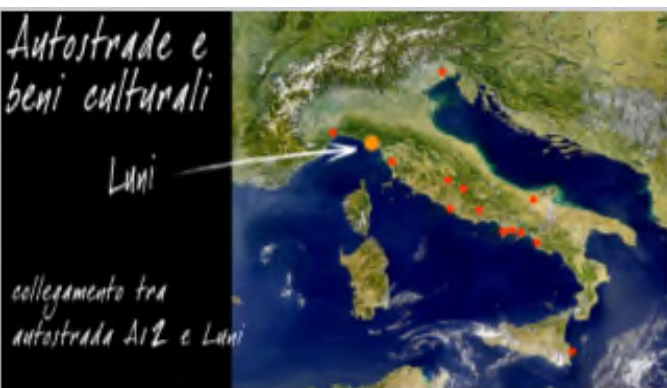 Autostrade e
beni culturali
Luni
collegamento tra
autostrada A12 e Luni